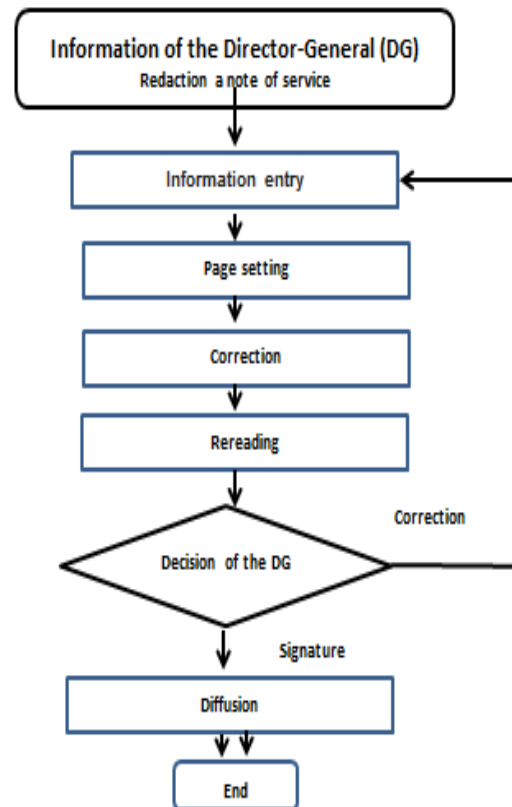 Information of the Director-General (DG)
Redaction a note of service
Information entry
Page setting
Correction
Rereading
Correction
Decision of the DG
Signature
Diffusion
End